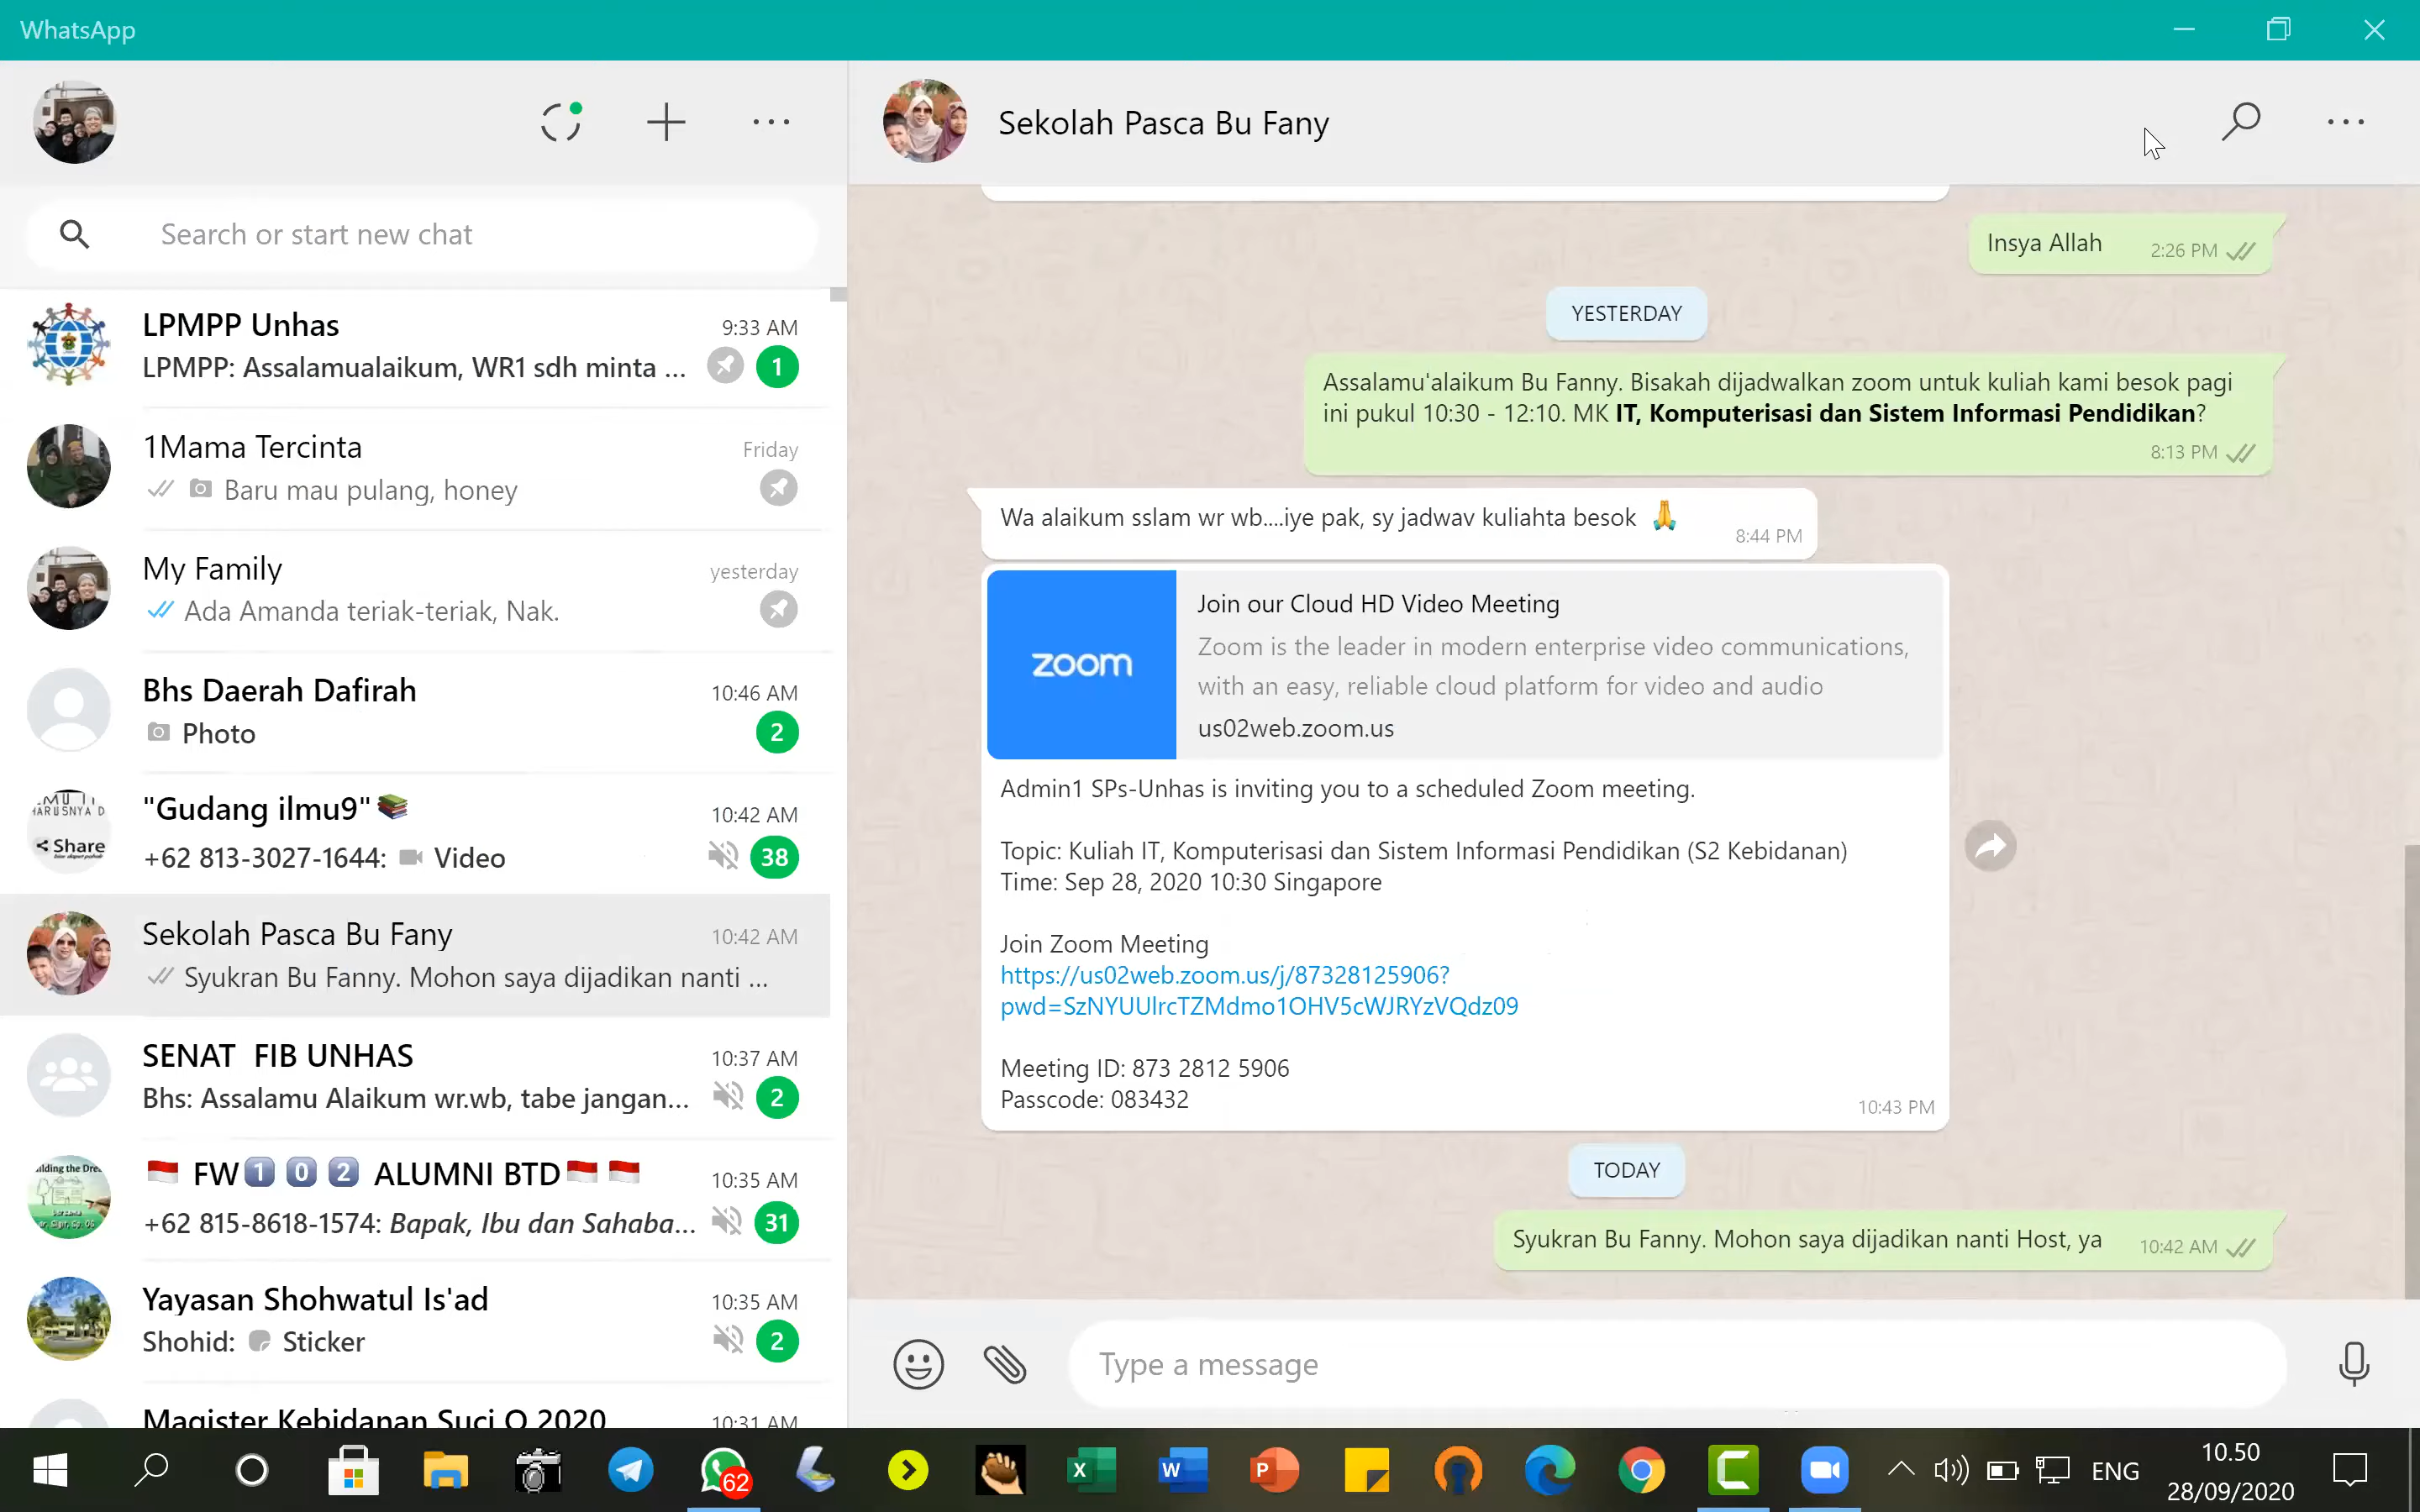 WhatsApp
Search or start new chat
LPMPP Unhas
9:33 AM
LPMPP: Assalamualaikum, WR1 sdh minta ...
1
1Mama Tercinta
Friday
Baru mau pulang, honey
My Family
yesterday
Ada Amanda teriak-teriak, Nak.
Bhs Daerah Dafirah
10:46 AM
Photo
2
"Gudang ilmu9"📚
10:42 AM
Share
+62 813-3027-1644: Video
38
Sekolah Pasca Bu Fany
10:42 AM
Syukran Bu Fanny. Mohon saya dijadikan nanti ...
SENAT FIB UNHAS
10:37 AM
Bhs: Assalamu Alaikum wr.wb, tabe jangan...
2
🇮🇩 FW1️⃣0️⃣2️⃣ ALUMNI BTD🇮🇩 🇮🇩
10:35 AM
+62 815-8618-1574: Bapak, Ibu dan Sahaba...
31
Yayasan Shohwatul Is'ad
10:35 AM
Shohid: Sticker
2
Magister Kebidanan Suci O 2020
10:31 AM
Sekolah Pasca Bu Fany
Insya Allah
2:26 PM
YESTERDAY
Assalamu'alaikum Bu Fanny. Bisakah dijadwalkan zoom untuk kuliah kami besok pagi
ini pukul 10:30 - 12:10. MK IT, Komputerisasi dan Sistem Informasi Pendidikan?
8:13 PM
Wa alaikum sslam wr wb....iye pak, sy jadwav kuliahta besok 🙏
8:44 PM
zoom
Join our Cloud HD Video Meeting
Zoom is the leader in modern enterprise video communications,
with an easy, reliable cloud platform for video and audio
us02web.zoom.us
Admin1 SPs-Unhas is inviting you to a scheduled Zoom meeting.
Topic: Kuliah IT, Komputerisasi dan Sistem Informasi Pendidikan (S2 Kebidanan)
Time: Sep 28, 2020 10:30 Singapore
Join Zoom Meeting
https://us02web.zoom.us/j/87328125906?
pwd=SzNYUUlrcTZMdmo1OHV5cWJRYzVQdz09
Meeting ID: 873 2812 5906
Passcode: 083432
10:43 PM
TODAY
Syukran Bu Fanny. Mohon saya dijadikan nanti Host, ya
10:42 AM
Type a message
62
ENG
10.50
28/09/2020